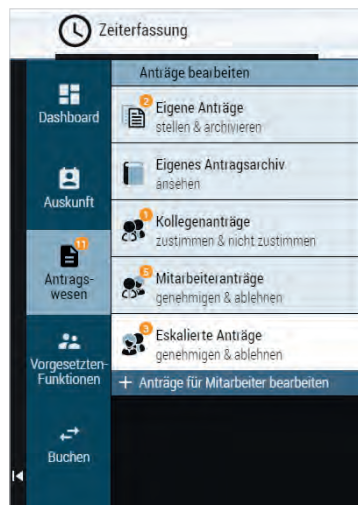 Zeiterfassung
Dashboard
Auskunft
11
Antrags-
wesen
Vorgesetzten-
Funktionen
Buchen
Anträge bearbeiten
2
Eigene Anträge
stellen & archivieren
Eigenes Antragsarchiv
ansehen
1
Kollegenanträge
zustimmen & nicht zustimmen
5
Mitarbeiteranträge
genehmigen & ablehnen
3
Eskalierte Anträge
genehmigen & ablehnen
+ Anträge für Mitarbeiter bearbeiten